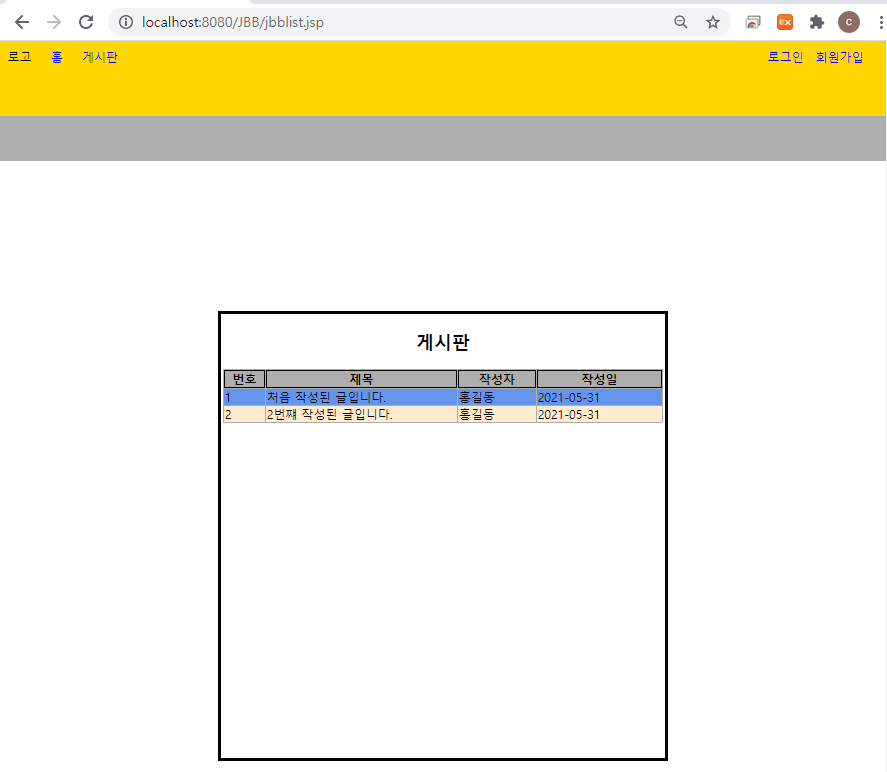 localhost:8080/JBB/jbblist.jsp
EX
C
로고 홈 게시판 로그인 회원가입
게시판
번호 제목 작성자 작성일
1 처음 작성된 글입니다. 홍길동 2021-05-31
2 2번쨰 작성된 글입니다. 홍길동 2021-05-31